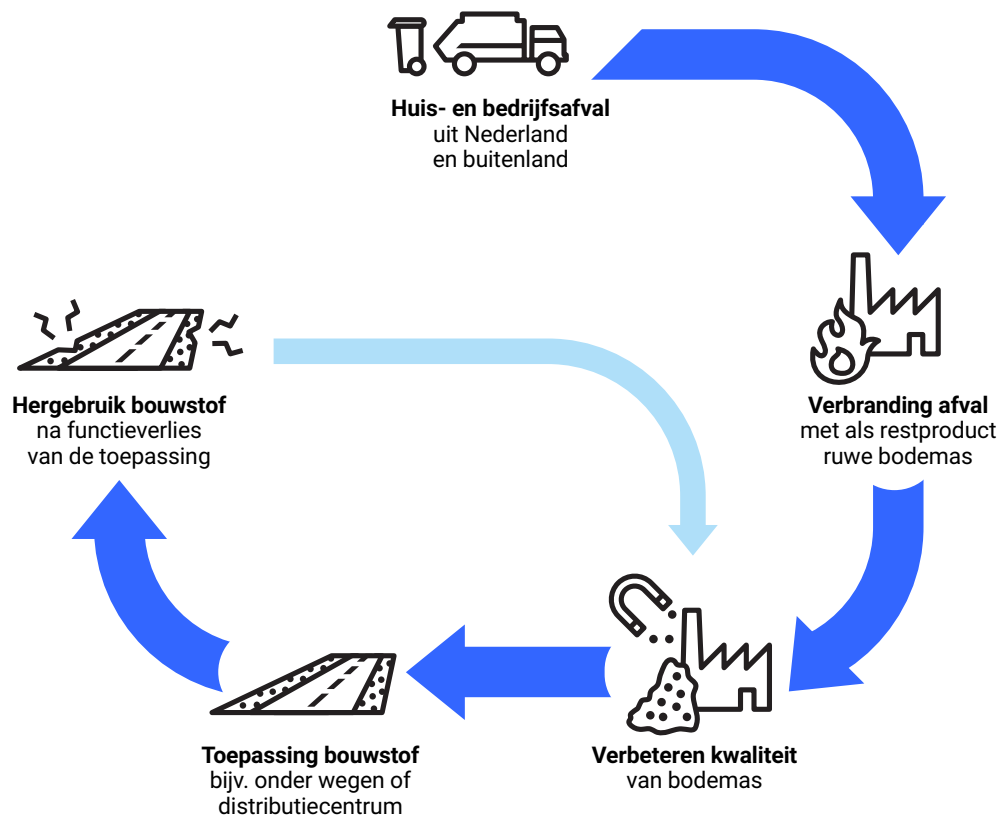 Huis- en bedrijfsafval
uit Nederland
en buitenland
Verbranding afval
met als restproduct
ruwe bodemas
Verbeteren kwaliteit
van bodemas
Toepassing bouwstof
bijv. onder wegen of
distributiecentrum
Hergebruik bouwstof
na functieverlies
van de toepassing